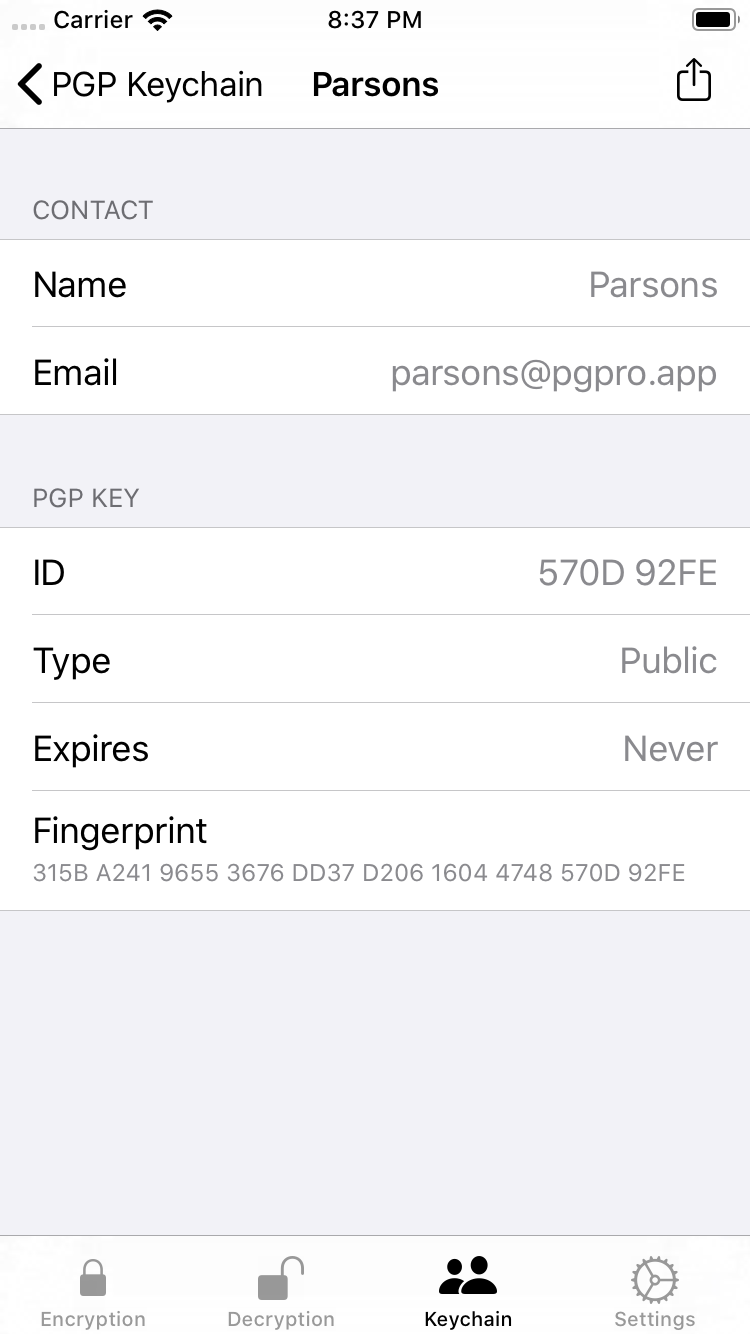 Carrier 8:37 PM
PGP Keychain Parsons
CONTACT
Name Parsons
Email parsons@pgpro.app
PGP KEY
ID 570D 92FE
Type Public
Expires Never
Fingerprint
315B A241 9655 3676 DD37 D206 1604 4748 570D 92FE
Encryption Decryption Keychain Settings